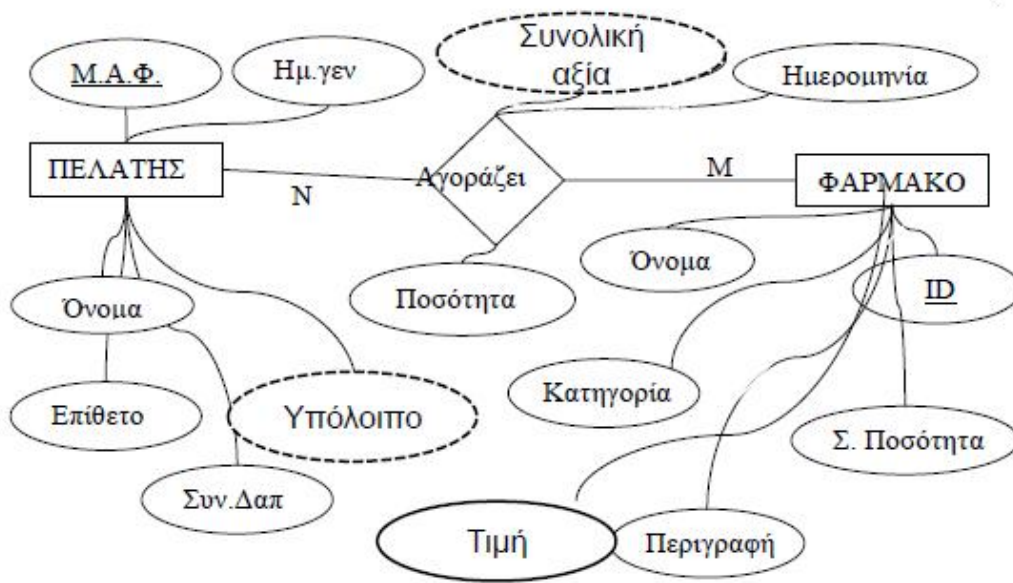 Συνολική
αξία
Μ.Α.Φ.
Ημ.γεν
Ημερομηνία
ΠΕΛΑΤΗΣ
Ν
Αγοράζει
Μ
ΦΑΡΜΑΚΟ
Όνομα
Ποσότητα
Όνομα
ID
Επίθετο
Υπόλοιπο
Κατηγορία
Σ. Ποσότητα
Συν.Δαπ
Τιμή
Περιγραφή